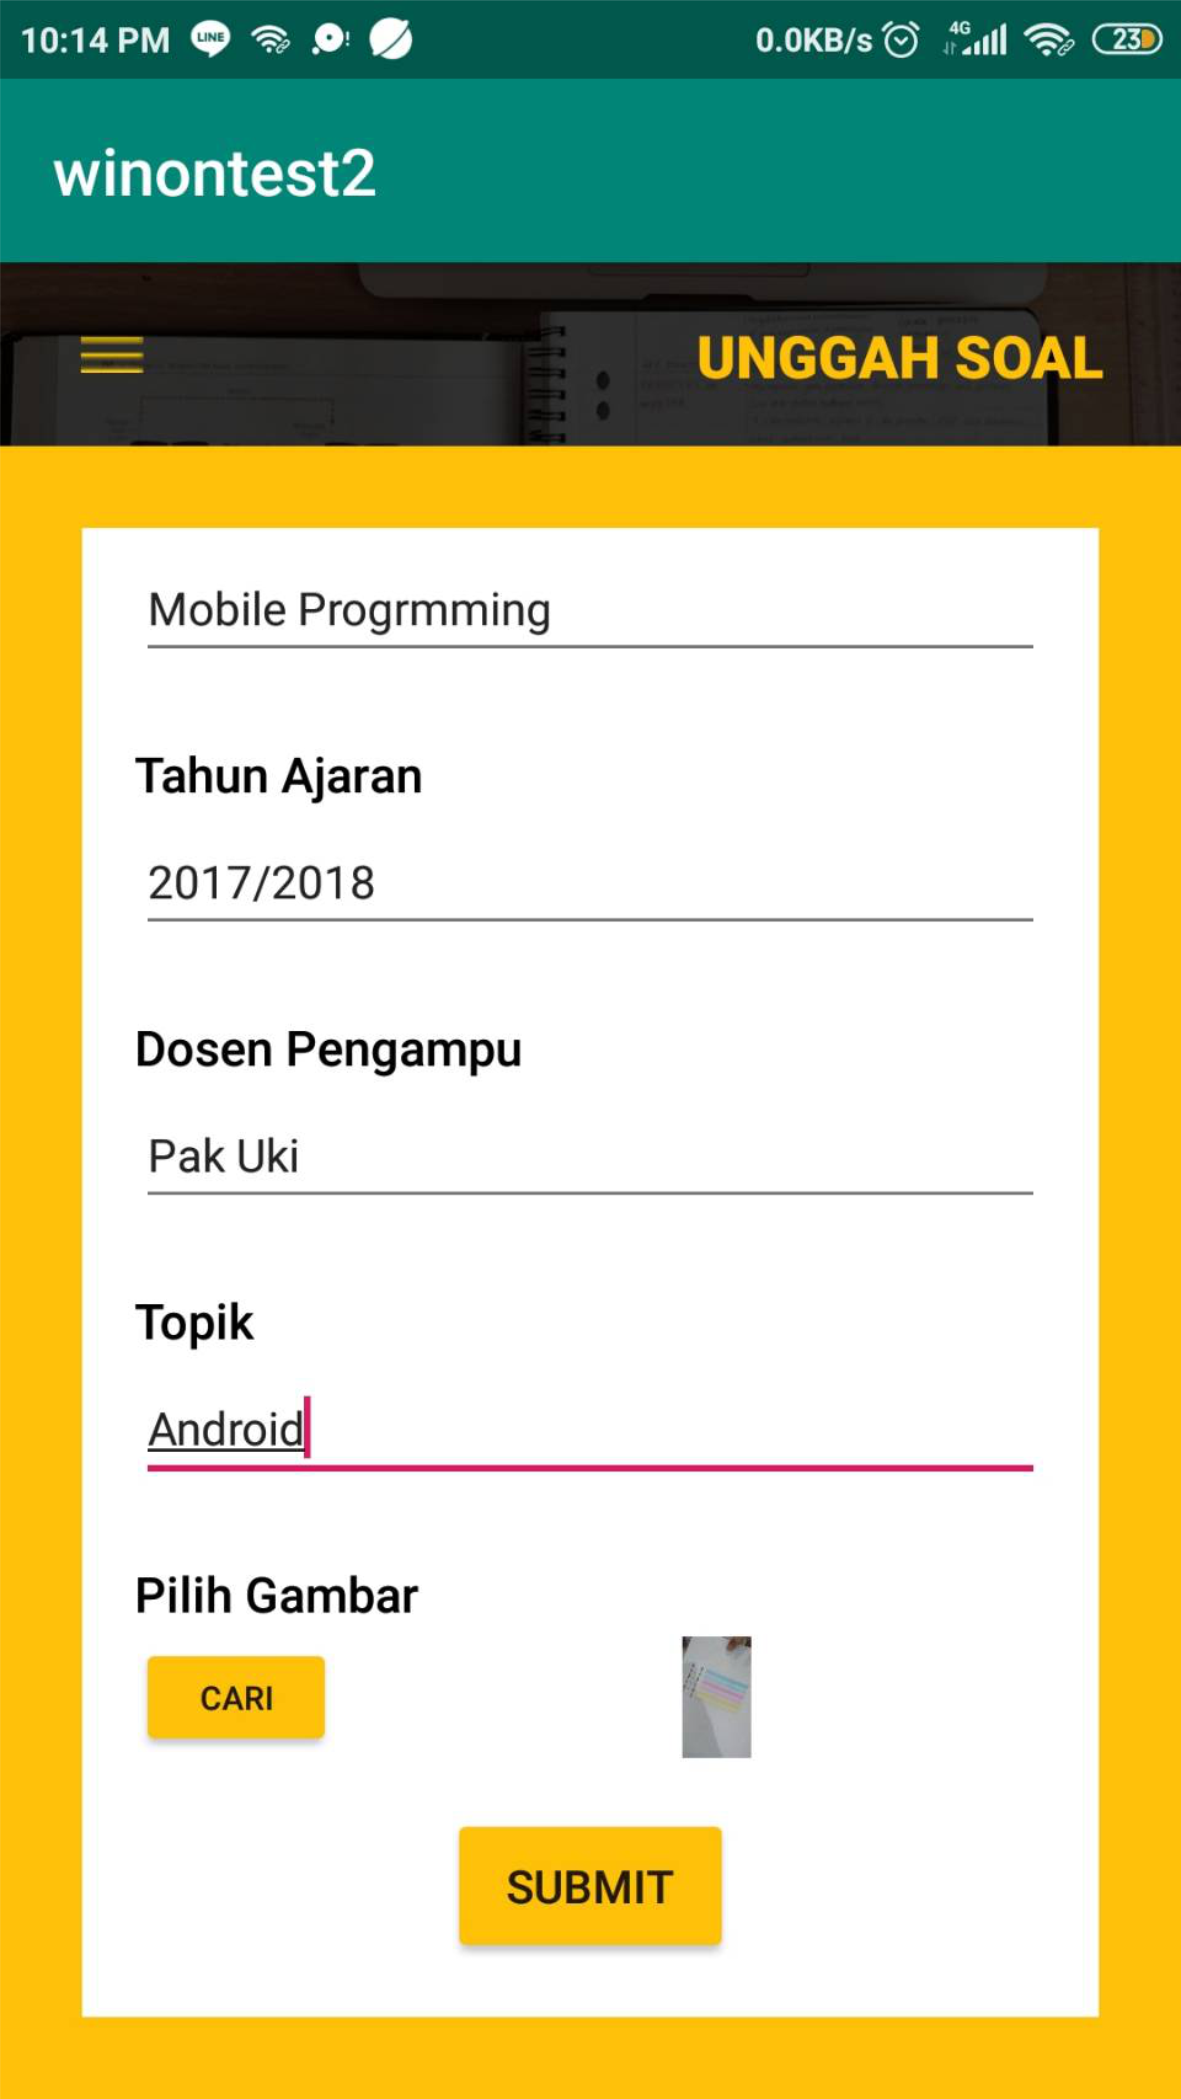 10:14 PM LINE 0.0KB/s 4G 23
winontest2
UNGGAH SOAL
Mobile Progrmming
Tahun Ajaran
2017/2018
Dosen Pengampu
Pak Uki
Topik
Android
Pilih Gambar
CARI
SUBMIT